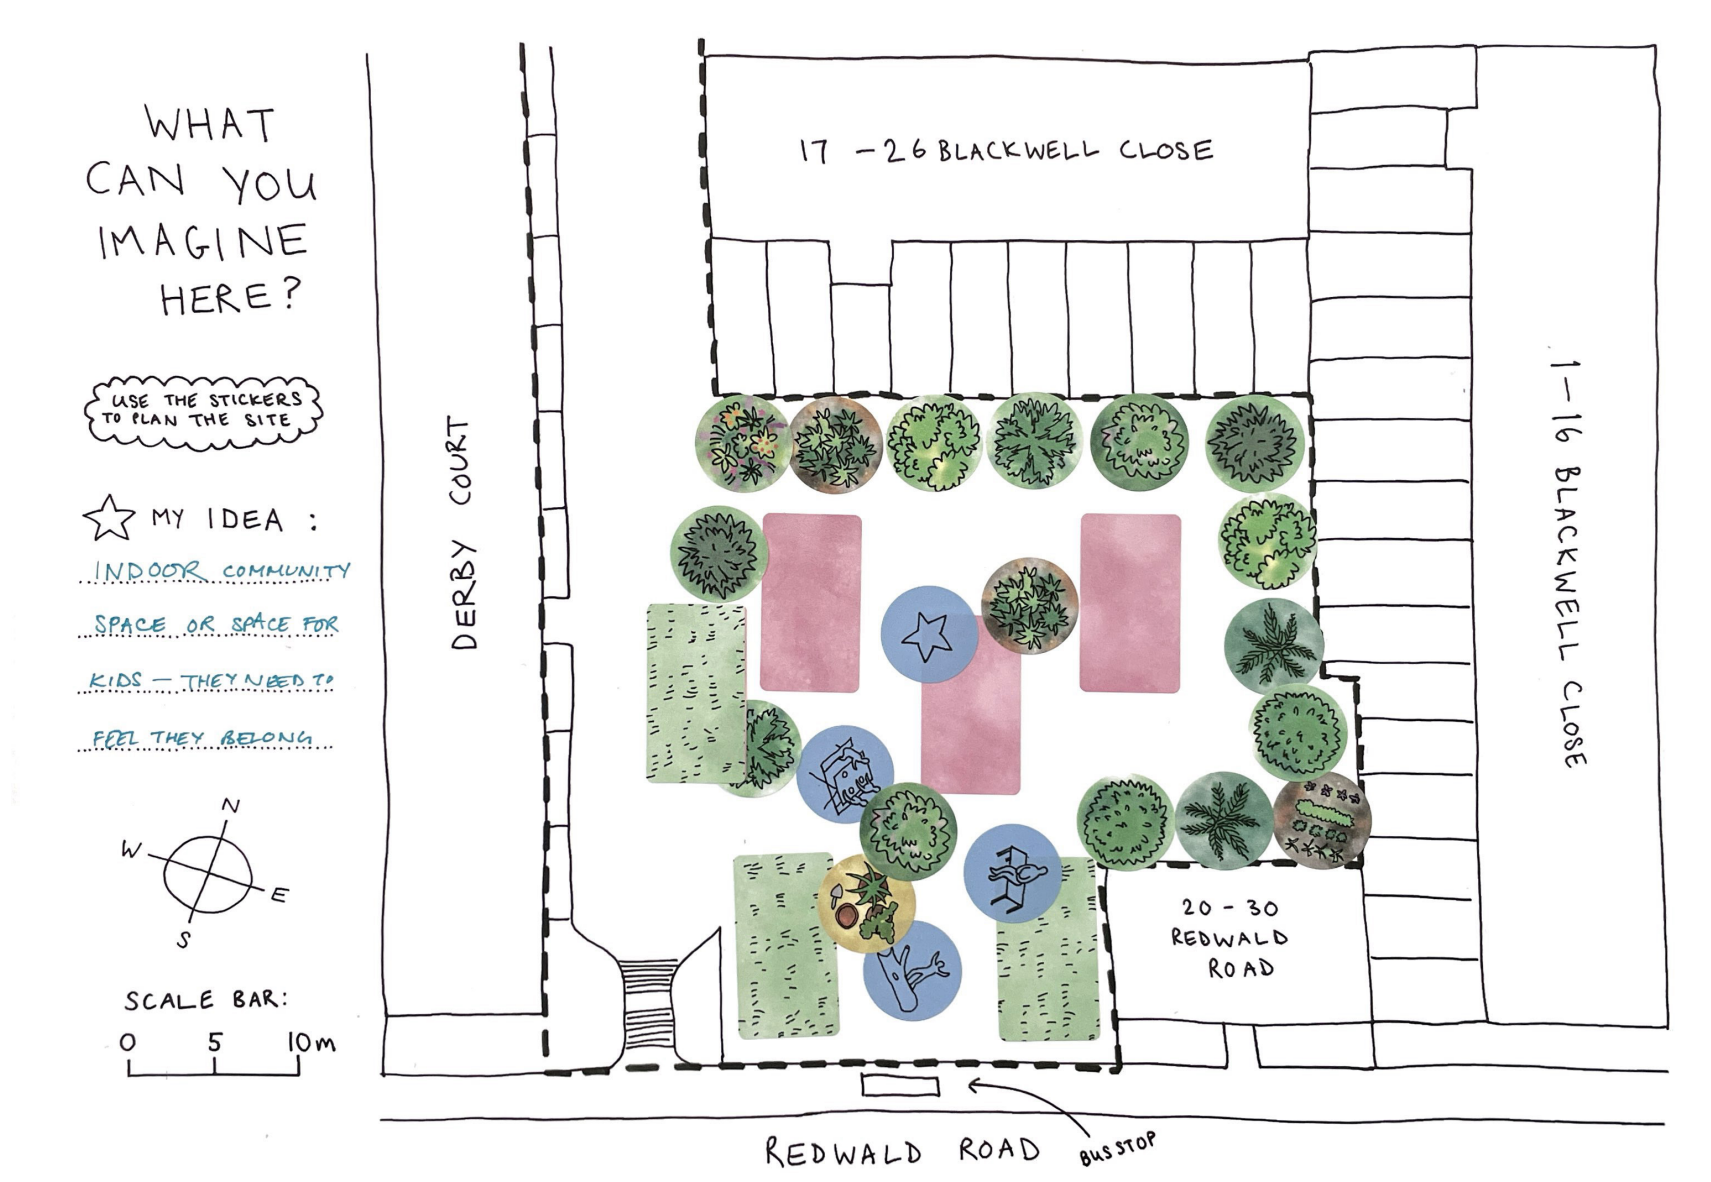 WHAT
CAN YOU
IMAGINE
HERE?
USE THE STICKERS
TO PLAN THE SITE
MY IDEA :
INDOOR COMMUNITY
SPACE OR SPACE FOR
KIDS – THEY NEED TO
FEEL THEY BELONG
N
W
E
S
SCALE BAR:
0 5 10m
DERBY COURT
17 – 26 BLACKWELL CLOSE
1 – 16 BLACKWELL CLOSE
20 – 30
REDWALD
ROAD
REDWALD ROAD
BUS STOP